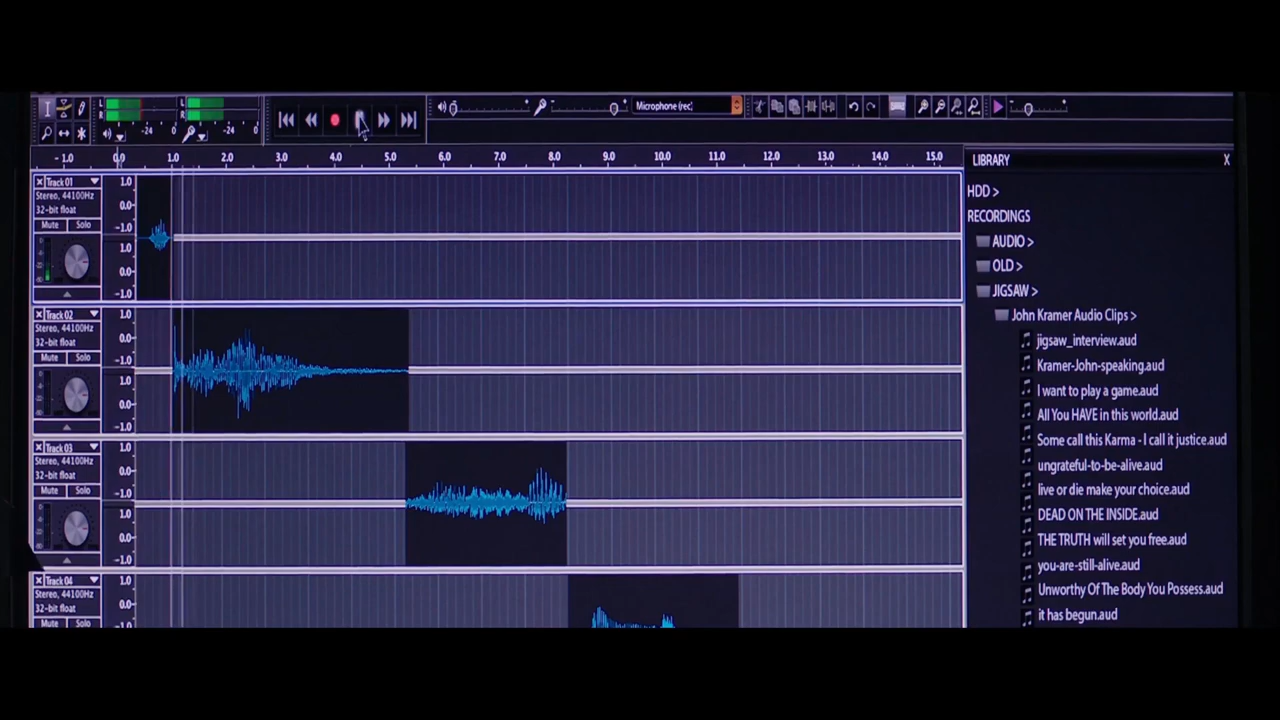 L
R
-24 0
-24 0
Microphone (rec)
- 1.0 0.0 1.0 2.0 3.0 4.0 5.0 6.0 7.0 8.0 9.0 10.0 11.0 12.0 13.0 14.0 15.0
LIBRARY X
Track 01
Stereo, 44100Hz
32-bit float
Mute Solo
1.0
0.0
-1.0
1.0
0.0
-1.0
Track 02
Stereo, 44100Hz
32-bit float
Mute Solo
1.0
0.0
-1.0
1.0
0.0
-1.0
Track 03
Stereo, 44100Hz
32-bit float
Mute Solo
1.0
0.0
-1.0
1.0
0.0
-1.0
Track 04
Stereo, 44100Hz
32-bit float
Mute Solo
1.0
0.0
-1.0
HDD >
RECORDINGS
AUDIO >
OLD >
JIGSAW >
John Kramer Audio Clips >
jigsaw_interview.aud
Kramer-John-speaking.aud
I want to play a game.aud
All You HAVE in this world.aud
Some call this Karma - I call it justice.aud
ungrateful-to-be-alive.aud
live or die make your choice.aud
DEAD ON THE INSIDE.aud
THE TRUTH will set you free.aud
you-are-still-alive.aud
Unworthy Of The Body You Possess.aud
it has begun.aud